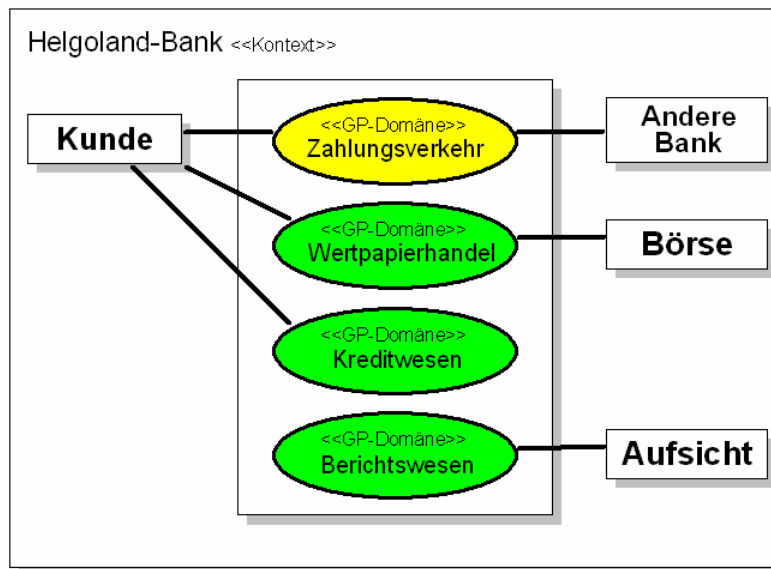 Helgoland-Bank <<Kontext>>
Kunde
<<GP-Domäne>>
Zahlungsverkehr
Andere
Bank
<<GP-Domäne>>
Wertpapierhandel
Börse
<<GP-Domäne>>
Kreditwesen
<<GP-Domäne>>
Berichtswesen
Aufsicht